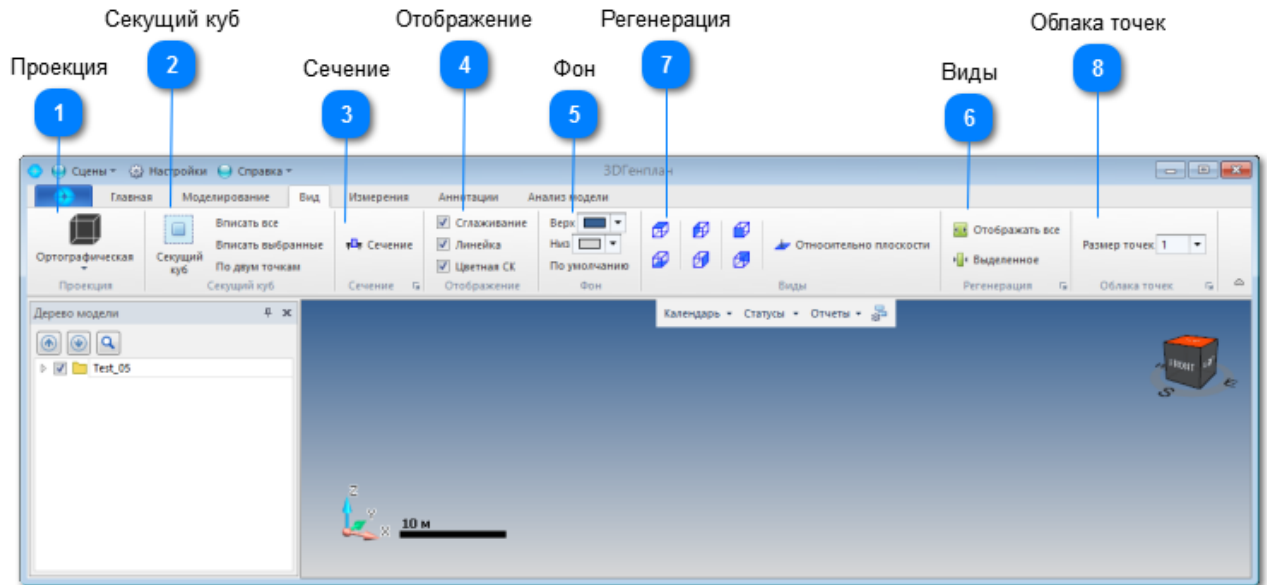 Секущий куб
Отображение
Регенерация
Облака точек
Проекция
2
Сечение
4
Фон
7
Виды
8
1
3
5
6
Сцены Настройки Справка
3DГенплан
Главная Моделирование Вид Измерения Аннотации Анализ модели
Ортографическая
Проекция
Секущий куб
Вписать все
Вписать выбранные
По двум точкам
Секущий куб
Сечение
Сечение
Сглаживание
Линейка
Цветная СК
Отображение
Верх
Низ
По умолчанию
Фон
Относительно плоскости
Виды
Отображать все
Выделенное
Регенерация
Размер точек 1
Облака точек
Дерево модели
Test_05
Календарь Статусы Отчеты
FRONT
S
E
Z
Y
X
10 м